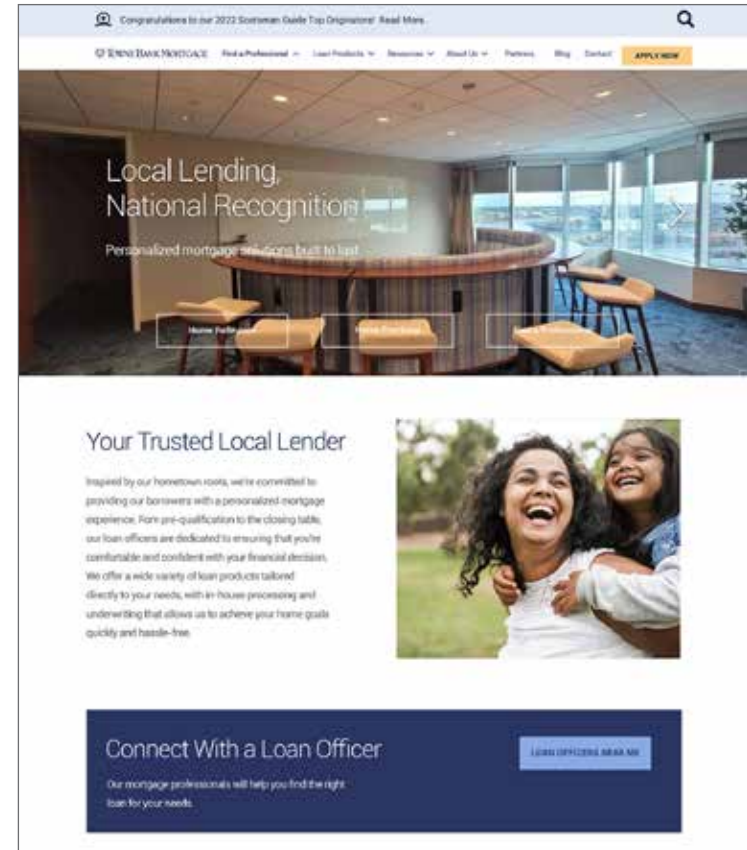 Congratulations to our 2022 Scotsman Guide Top Originators! Read More.
TOWNE BANK MORTGAGE Find a Professional Loan Products Resources About Us Partners Blog Contact APPLY NOW
Local Lending,
National Recognition
Personalized mortgage solutions built to last
Home Refinance Home Purchase
Your Trusted Local Lender
Inspired by our hometown roots, we're committed to
providing our borrowers with a personalized mortgage
experience. From pre-qualification to the closing table,
our loan officers are dedicated to ensuring that you're
comfortable and confident with your financial decision.
We offer a wide variety of loan products tailored
directly to your needs, with in-house processing and
underwriting that allows us to achieve your home goals
quickly and hassle-free.
Connect With a Loan Officer
LOAN OFFICERS NEAR ME
Our mortgage professionals will help you find the right
loan for your needs.